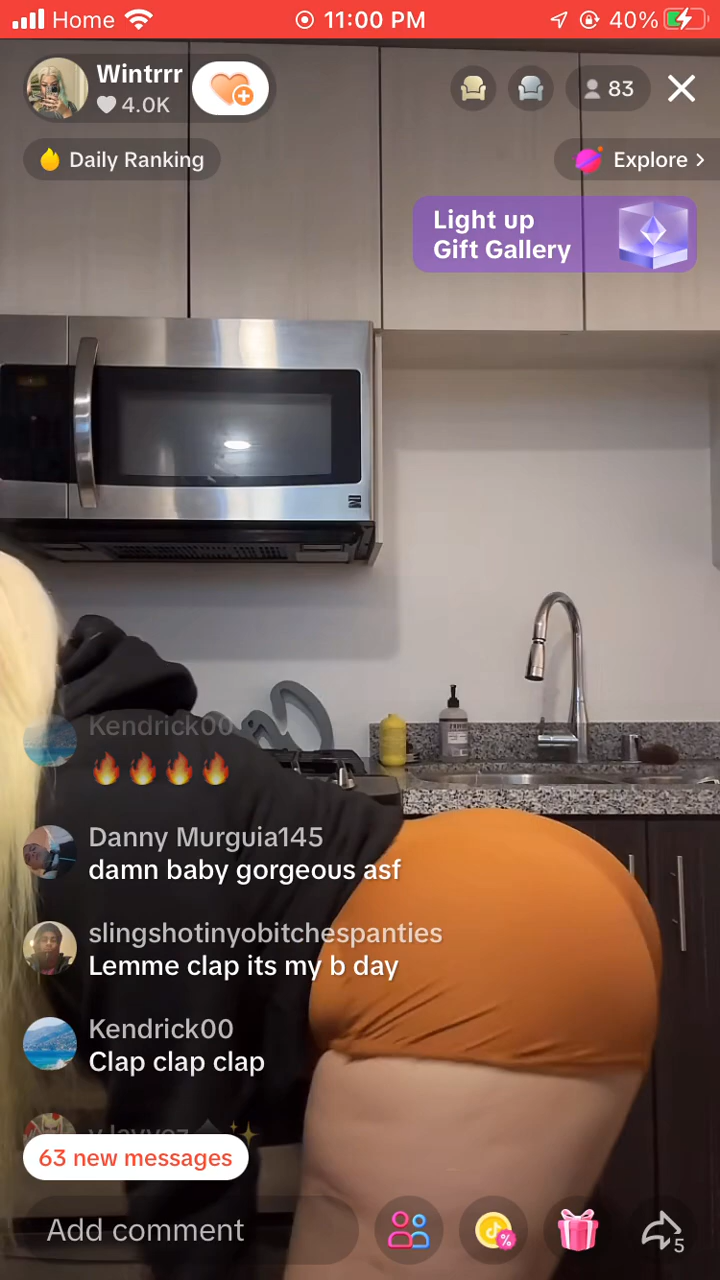 Home 11:00 PM 40%
Wintrrr
4.0K
83
Daily Ranking
Explore >
Light up
Gift Gallery
Kendrick00
🔥🔥🔥🔥
Danny Murguia145
damn baby gorgeous asf
slingshotinyobitchespanties
Lemme clap its my b day
Kendrick00
Clap clap clap
63 new messages
Add comment
5